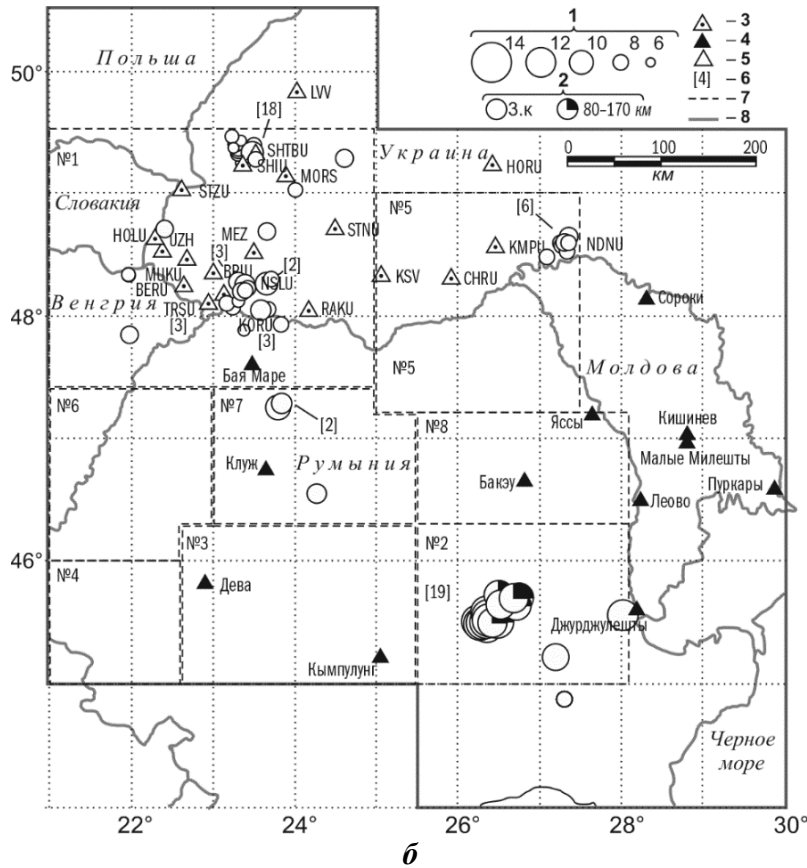 50°
48°
46°
22
24
26
28
30°
Польша
Словакия
Венгрия
Украина
Молдова
Румыния
Черное
море
1
14
12
10
8
6
2
З.к
80–170 км
– 3
– 4
– 5
[4] – 6
– 7
– 8
0 100 200
км
№1
LVV
[18]
SHTBU
SHIU
MORS
STZU
HOLU
UZH
MEZ
STNU
[3]
MUKU
BERU
BRIU
[2]
NSLU
TRSU
[3]
KORU
[3]
RAKU
Бая Маре
HORU
№5
[6]
KMPU
NDNU
KSV
CHRU
Сороки
№5
№6
№7
[2]
Клуж
№8
Яссы
Кишинев
Малые Милешты
Бакэу
Леово
Пуркары
№3
№2
№4
Дева
[19]
Джурджулешты
Кымпулунг
б